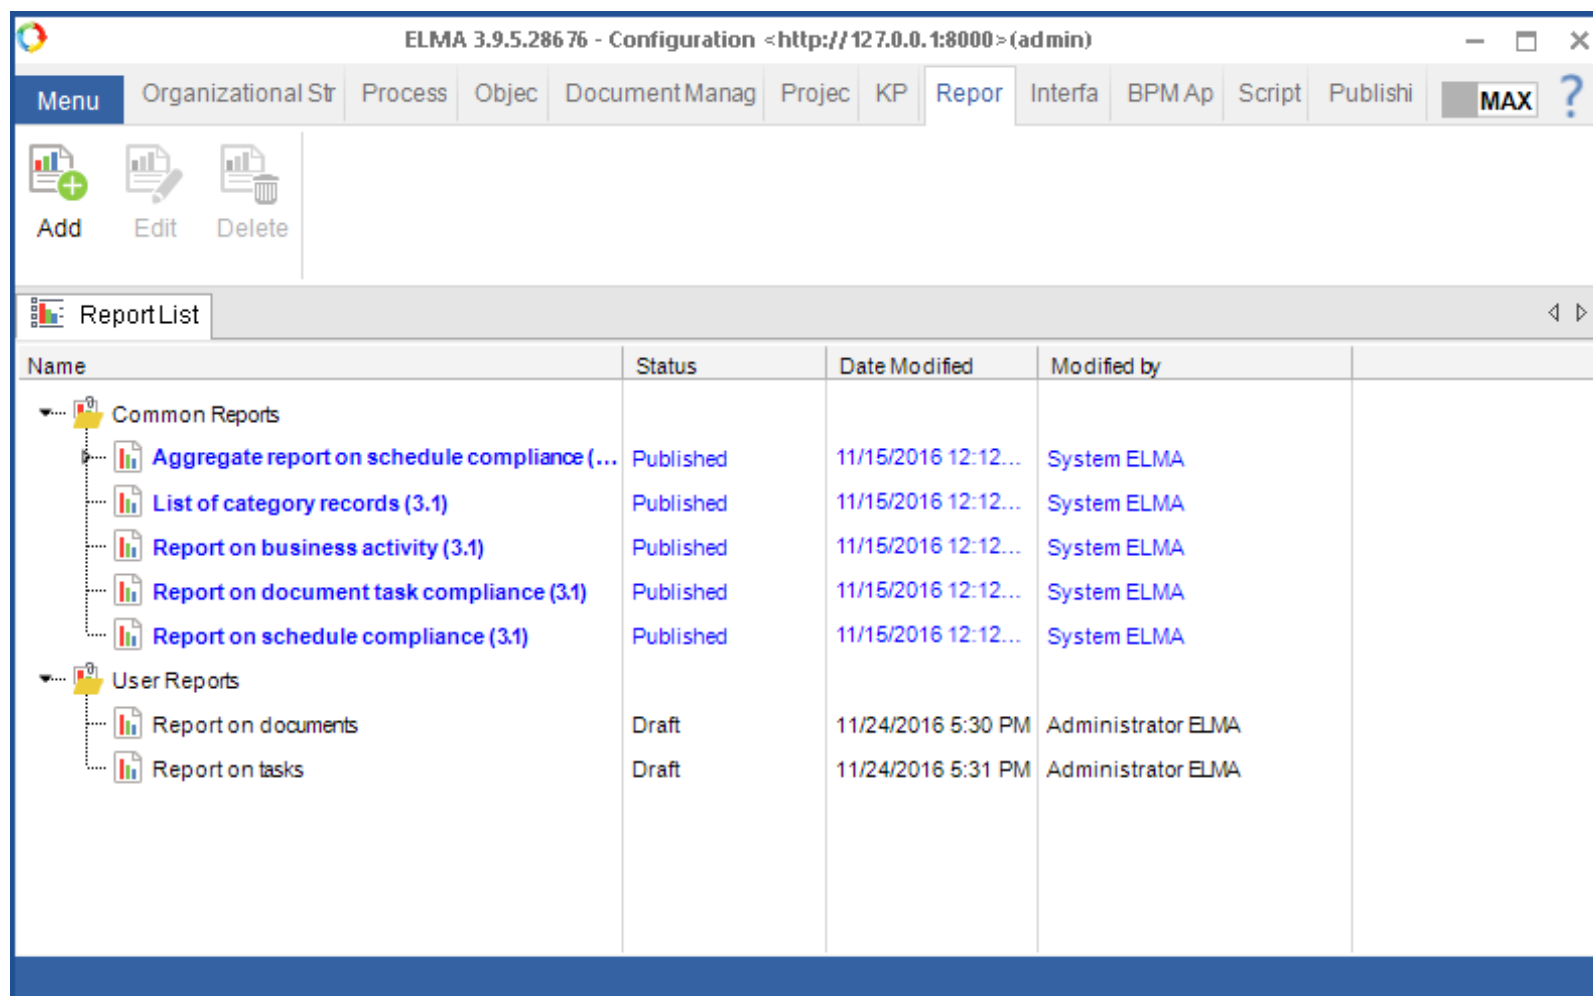 ELMA 3.9.5.28676 - Configuration <http://127.0.0.1:8000>(admin)
Menu Organizational Str Process Objec Document Manag Projec KP Repor Interfa BPM Ap Script Publishi MAX ?
Add Edit Delete
Report List
Name Status Date Modified Modified by
Common Reports
Aggregate report on schedule compliance (... Published 11/15/2016 12:12... System ELMA
List of category records (3.1) Published 11/15/2016 12:12... System ELMA
Report on business activity (3.1) Published 11/15/2016 12:12... System ELMA
Report on document task compliance (3.1) Published 11/15/2016 12:12... System ELMA
Report on schedule compliance (3.1) Published 11/15/2016 12:12... System ELMA
User Reports
Report on documents Draft 11/24/2016 5:30 PM Administrator ELMA
Report on tasks Draft 11/24/2016 5:31 PM Administrator ELMA